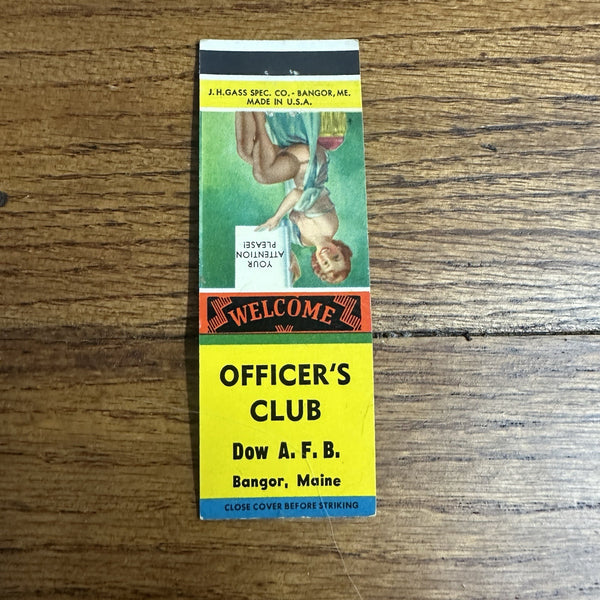 J.H.GASS SPEC. CO. - BANGOR, ME.
MADE IN U.S.A.
YOUR
ATTENTION
PLEASE!
WELCOME
OFFICER'S
CLUB
Dow A. F. B.
Bangor, Maine
CLOSE COVER BEFORE STRIKING